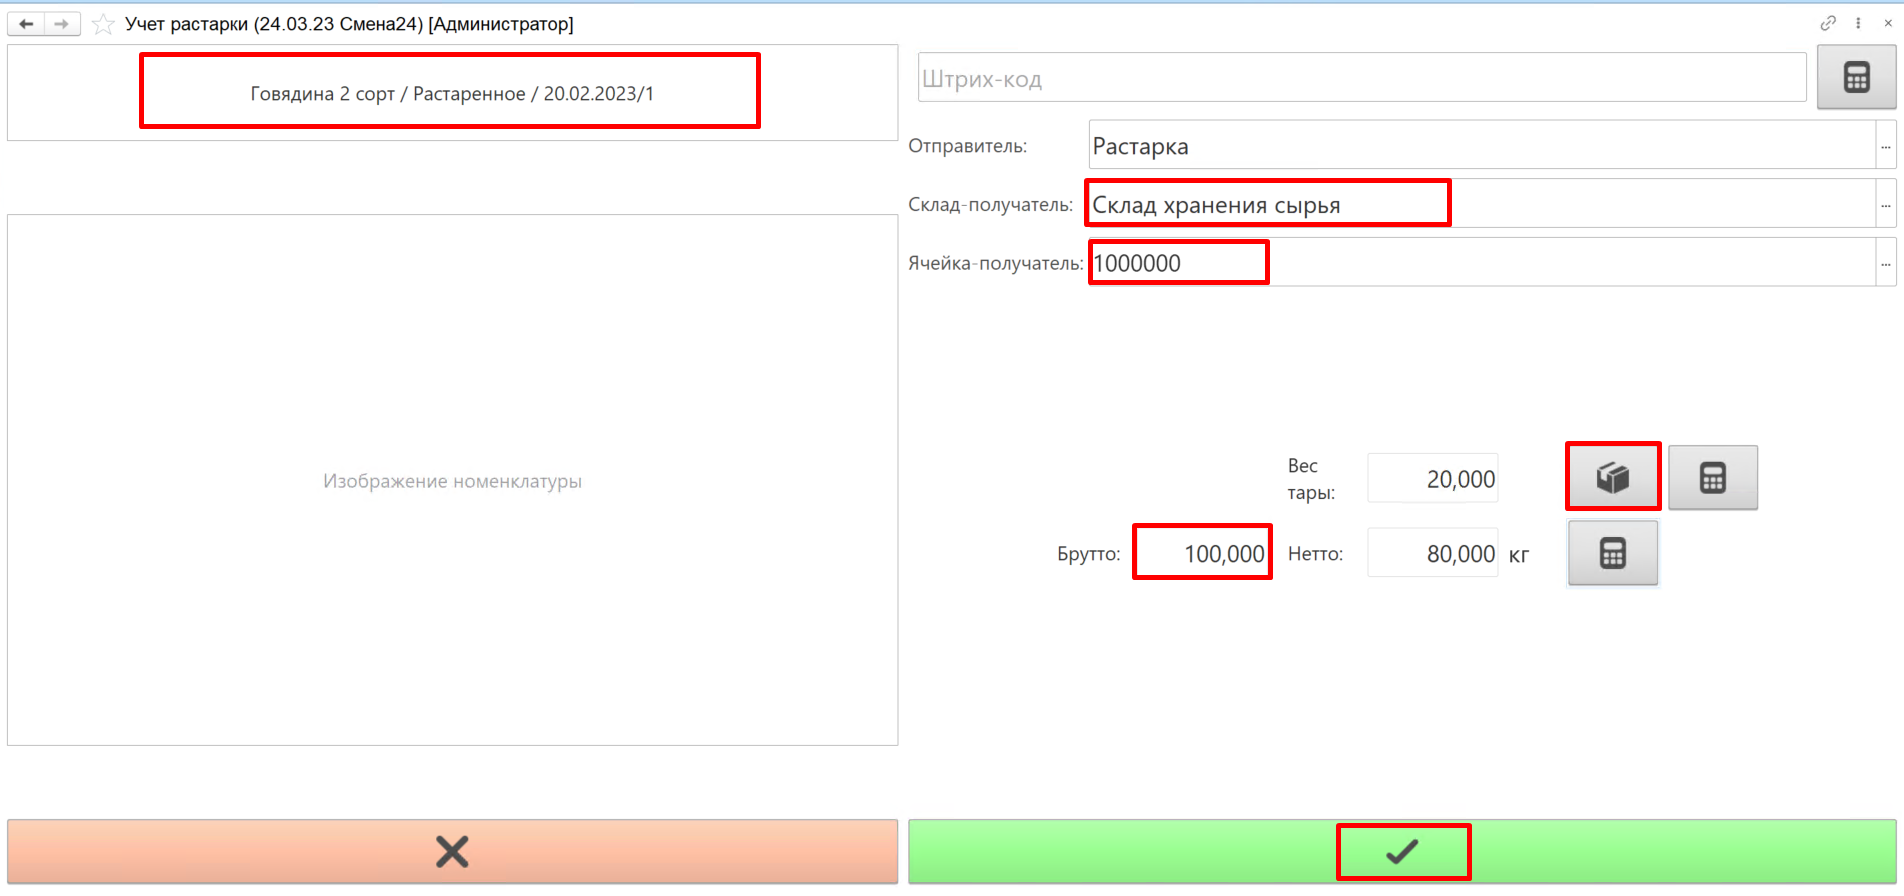 Учет растарки (24.03.23 Смена24) [Администратор]
Говядина 2 сорт / Растаренное / 20.02.2023/1
Изображение номенклатуры
Штрих-код
Отправитель: Растарка ...
Склад-получатель: Склад хранения сырья ...
Ячейка-получатель: 1000000 ...
Вес
тары: 20,000
Брутто: 100,000 Нетто: 80,000 кг